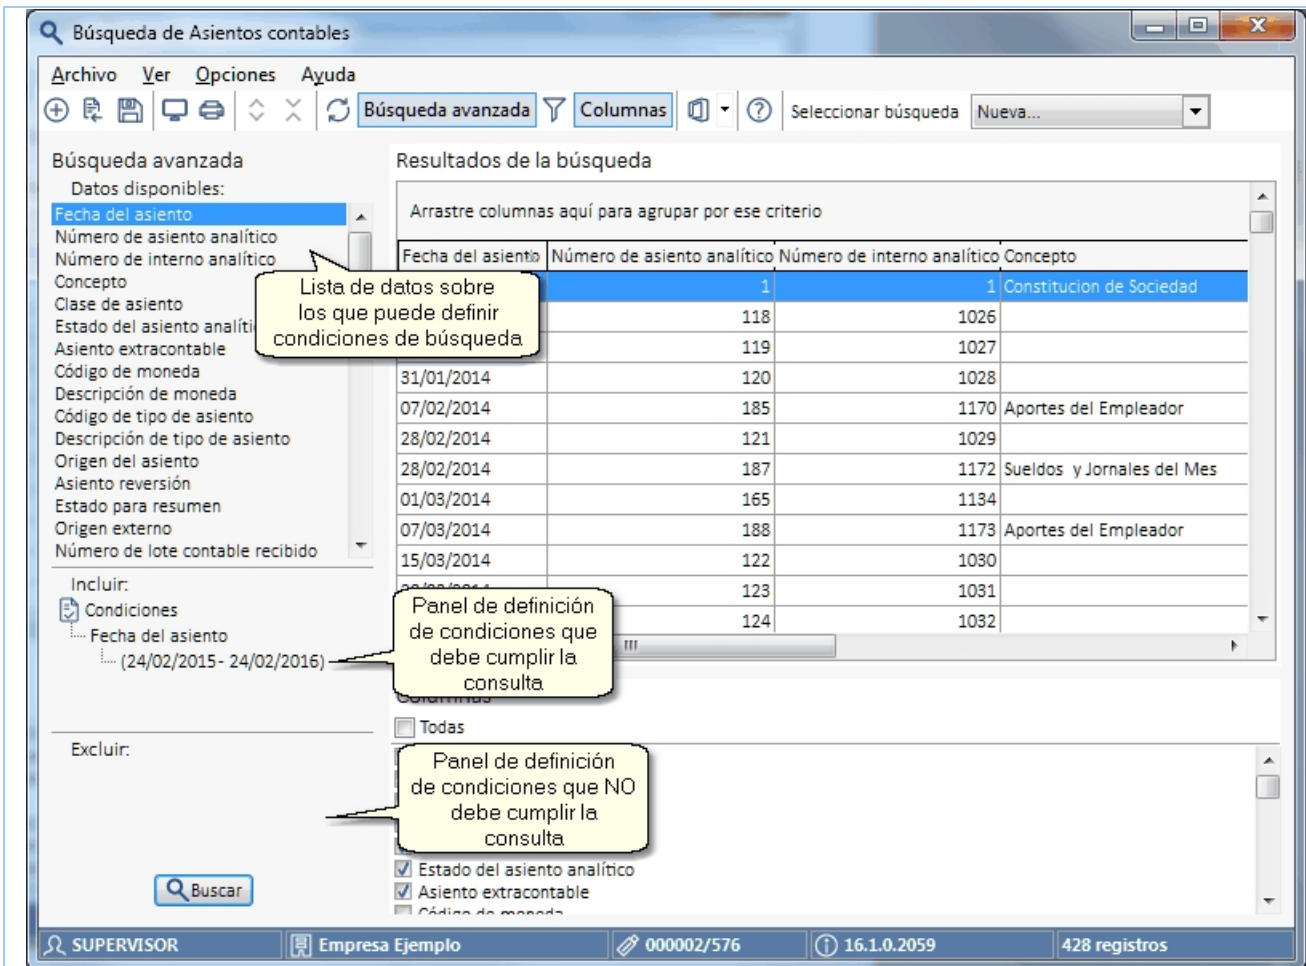 Búsqueda de Asientos contables
Archivo Ver Opciones Ayuda
Búsqueda avanzada Columnas Seleccionar búsqueda Nueva...
Búsqueda avanzada
Datos disponibles:
Fecha del asiento
Número de asiento analítico
Número de interno analítico
Concepto
Clase de asiento
Estado del asiento analíti
Asiento extracontable
Código de moneda
Descripción de moneda
Código de tipo de asiento
Descripción de tipo de asiento
Origen del asiento
Asiento reversión
Estado para resumen
Origen externo
Número de lote contable recibido
Lista de datos sobre
los que puede definir
condiciones de búsqueda
Incluir:
Condiciones
Fecha del asiento
(24/02/2015- 24/02/2016)
Excluir:
Buscar
Resultados de la búsqueda
Arrastre columnas aquí para agrupar por ese criterio
Fecha del asiento Número de asiento analítico Número de interno analítico Concepto
1 1 Constitucion de Sociedad
118 1026
119 1027
31/01/2014 120 1028
07/02/2014 185 1170 Aportes del Empleador
28/02/2014 121 1029
28/02/2014 187 1172 Sueldos y Jornales del Mes
01/03/2014 165 1134
07/03/2014 188 1173 Aportes del Empleador
15/03/2014 122 1030
123 1031
124 1032
Panel de definición
de condiciones que
debe cumplir la
consulta
Columnas
Todas
Panel de definición
de condiciones que NO
debe cumplir la
consulta
Estado del asiento analítico
Asiento extracontable
Código de moneda
SUPERVISOR Empresa Ejemplo 000002/576 16.1.0.2059 428 registros